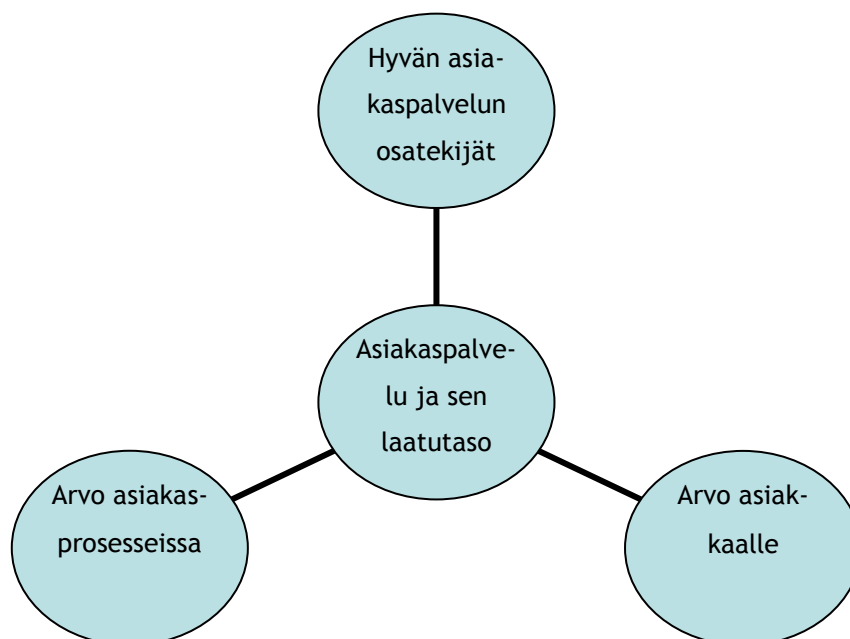 Hyvän asia-
kaspalvelun
osatekijät
Asiakaspalve-
lu ja sen
laatutaso
Arvo asiakas-
prosesseissa
Arvo asiak-
kaalle